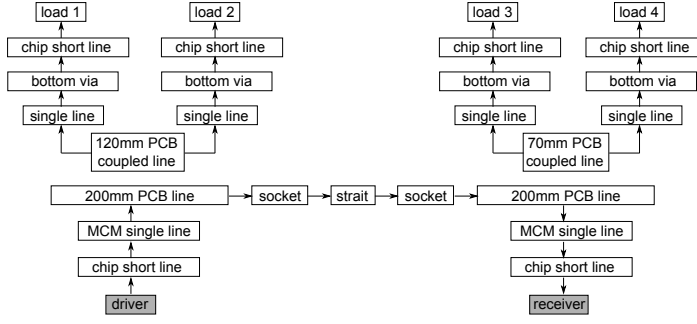 load 1 load 2 load 3 load 4
chip short line chip short line chip short line chip short line
bottom via bottom via bottom via bottom via
single line single line single line single line
120mm PCB 70mm PCB
coupled line coupled line
200mm PCB line socket strait socket 200mm PCB line
MCM single line MCM single line
chip short line chip short line
driver receiver